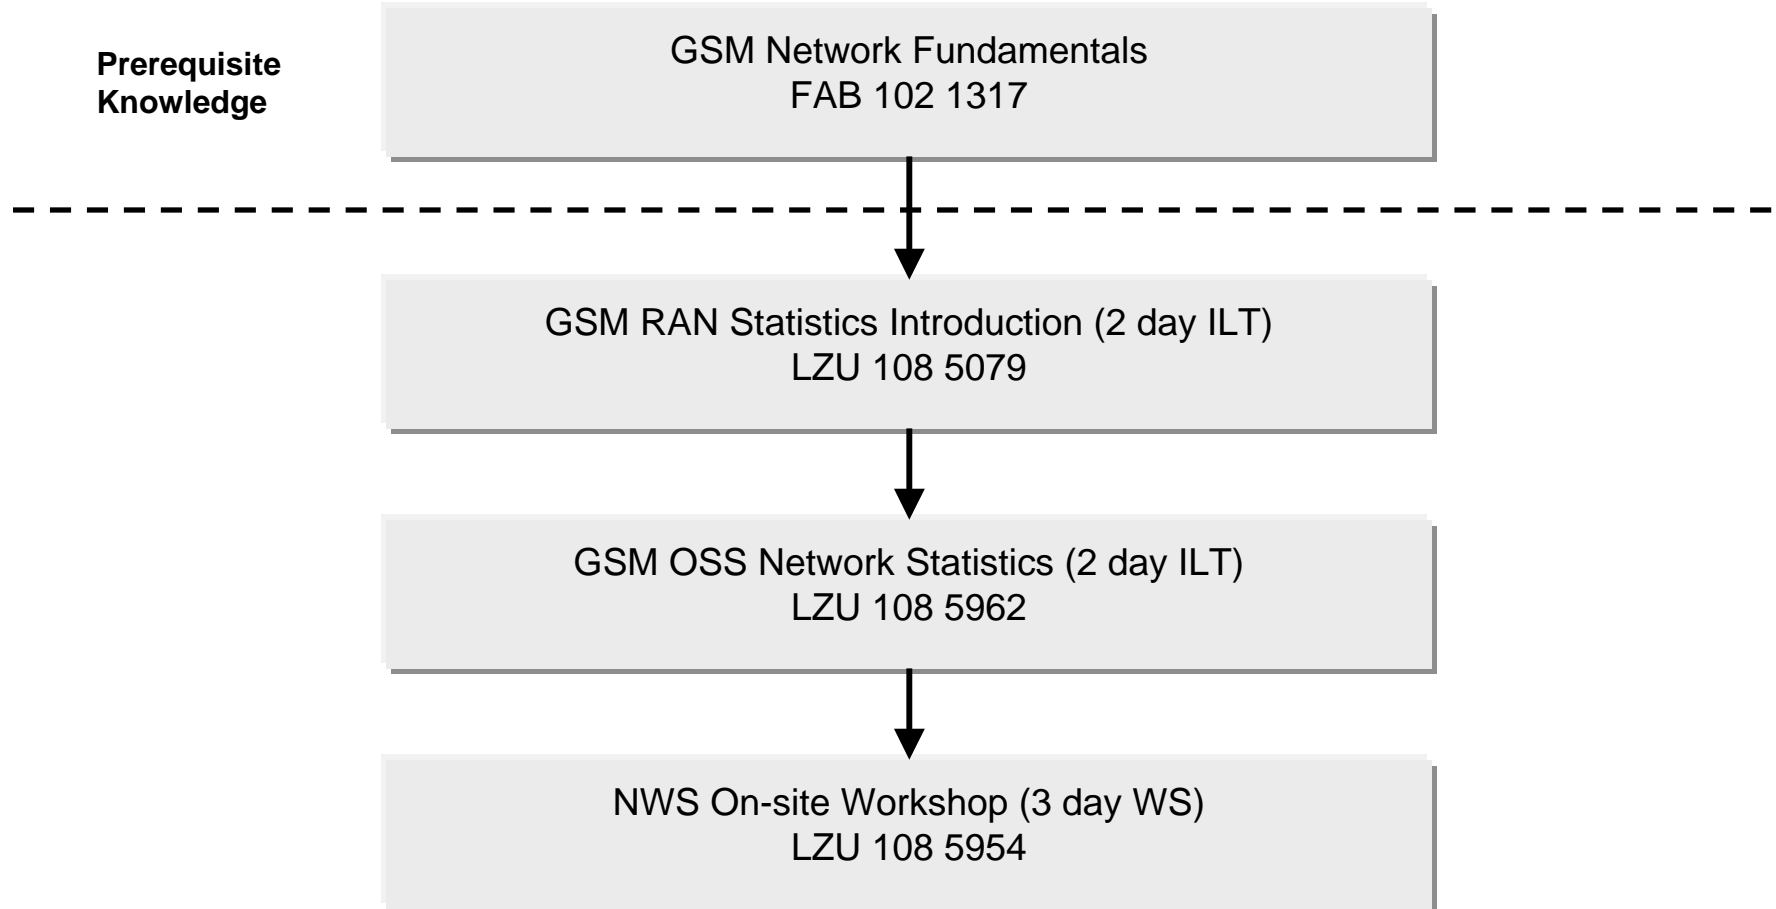 Prerequisite
Knowledge
GSM Network Fundamentals
FAB 102 1317
GSM RAN Statistics Introduction (2 day ILT)
LZU 108 5079
GSM OSS Network Statistics (2 day ILT)
LZU 108 5962
NWS On-site Workshop (3 day WS)
LZU 108 5954